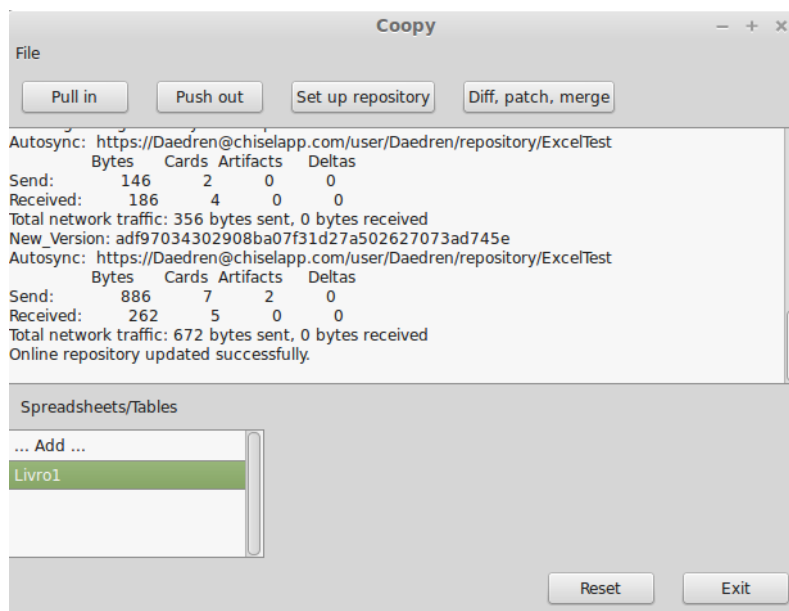 Coopy
File
Pull in Push out Set up repository Diff, patch, merge
Autosync: https://Daedren@chiselapp.com/user/Daedren/repository/ExcelTest
Bytes Cards Artifacts Deltas
Send: 146 2 0 0
Received: 186 4 0 0
Total network traffic: 356 bytes sent, 0 bytes received
New_Version: adf97034302908ba07f31d27a502627073ad745e
Autosync: https://Daedren@chiselapp.com/user/Daedren/repository/ExcelTest
Bytes Cards Artifacts Deltas
Send: 886 7 2 0
Received: 262 5 0 0
Total network traffic: 672 bytes sent, 0 bytes received
Online repository updated successfully.
Spreadsheets/Tables
... Add ...
Livro1
Reset Exit